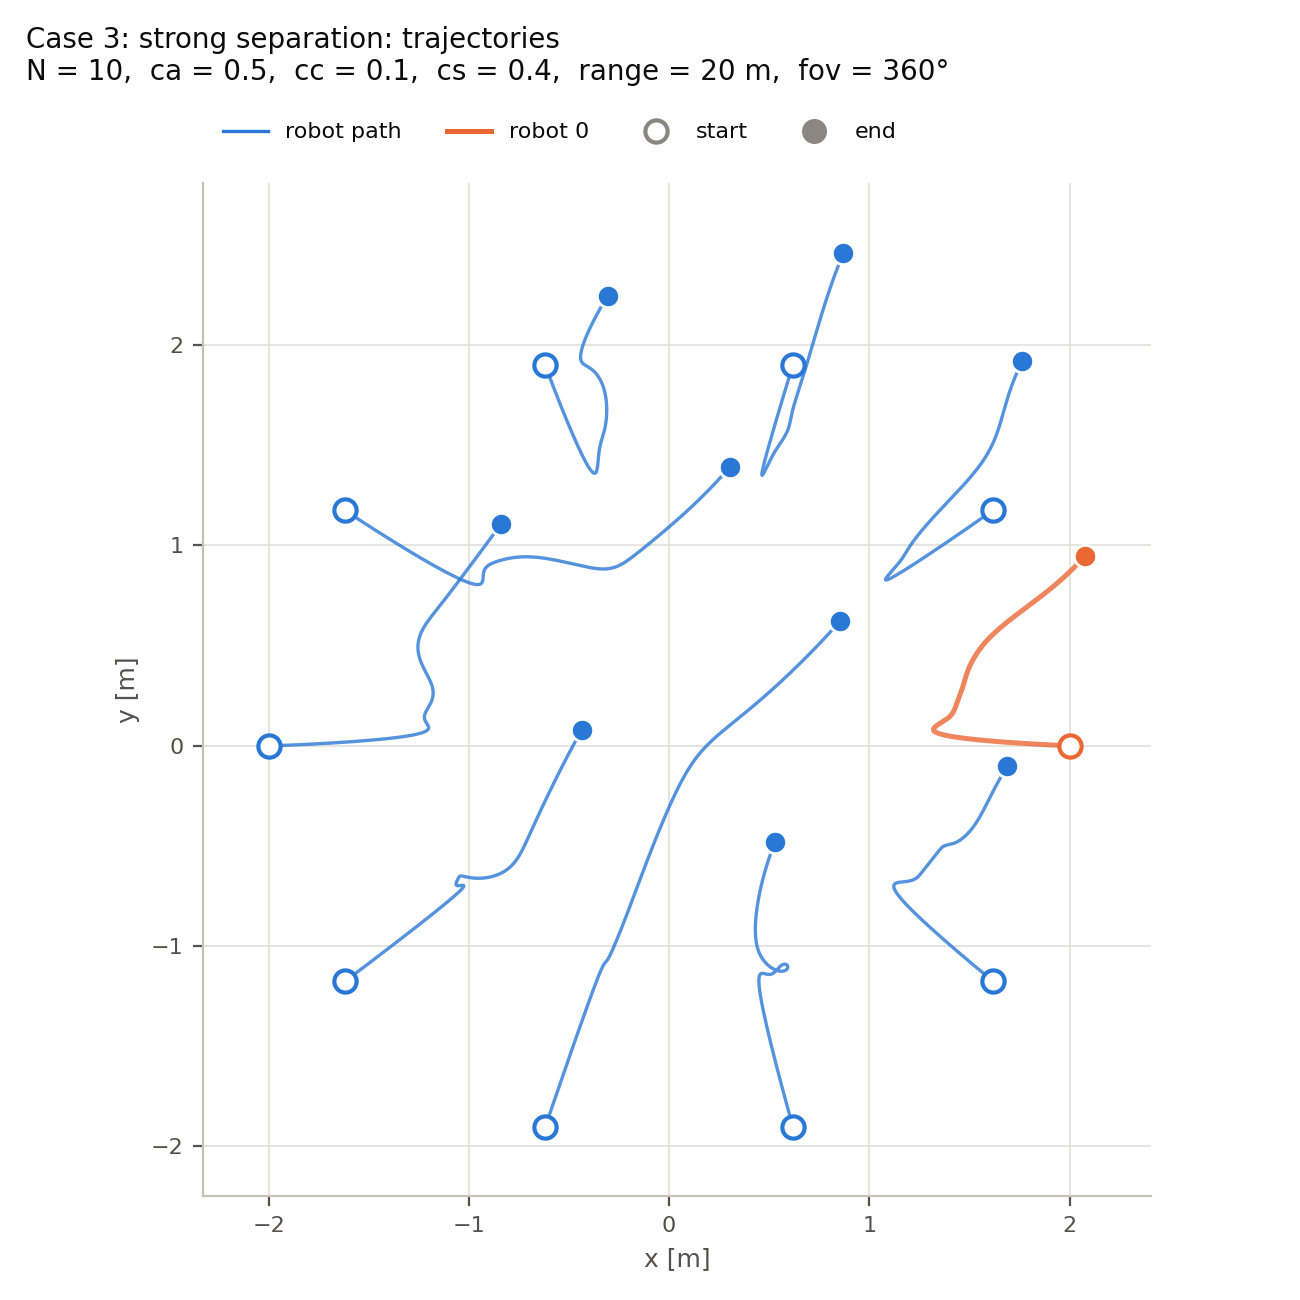 Case 3: strong separation: trajectories
N = 10,  ca = 0.5,  cc = 0.1,  cs = 0.4,  range = 20 m,  fov = 360°
robot path
robot 0
start
end
y [m]
2
1
0
−1
−2
−2
−1
0
1
2
x [m]